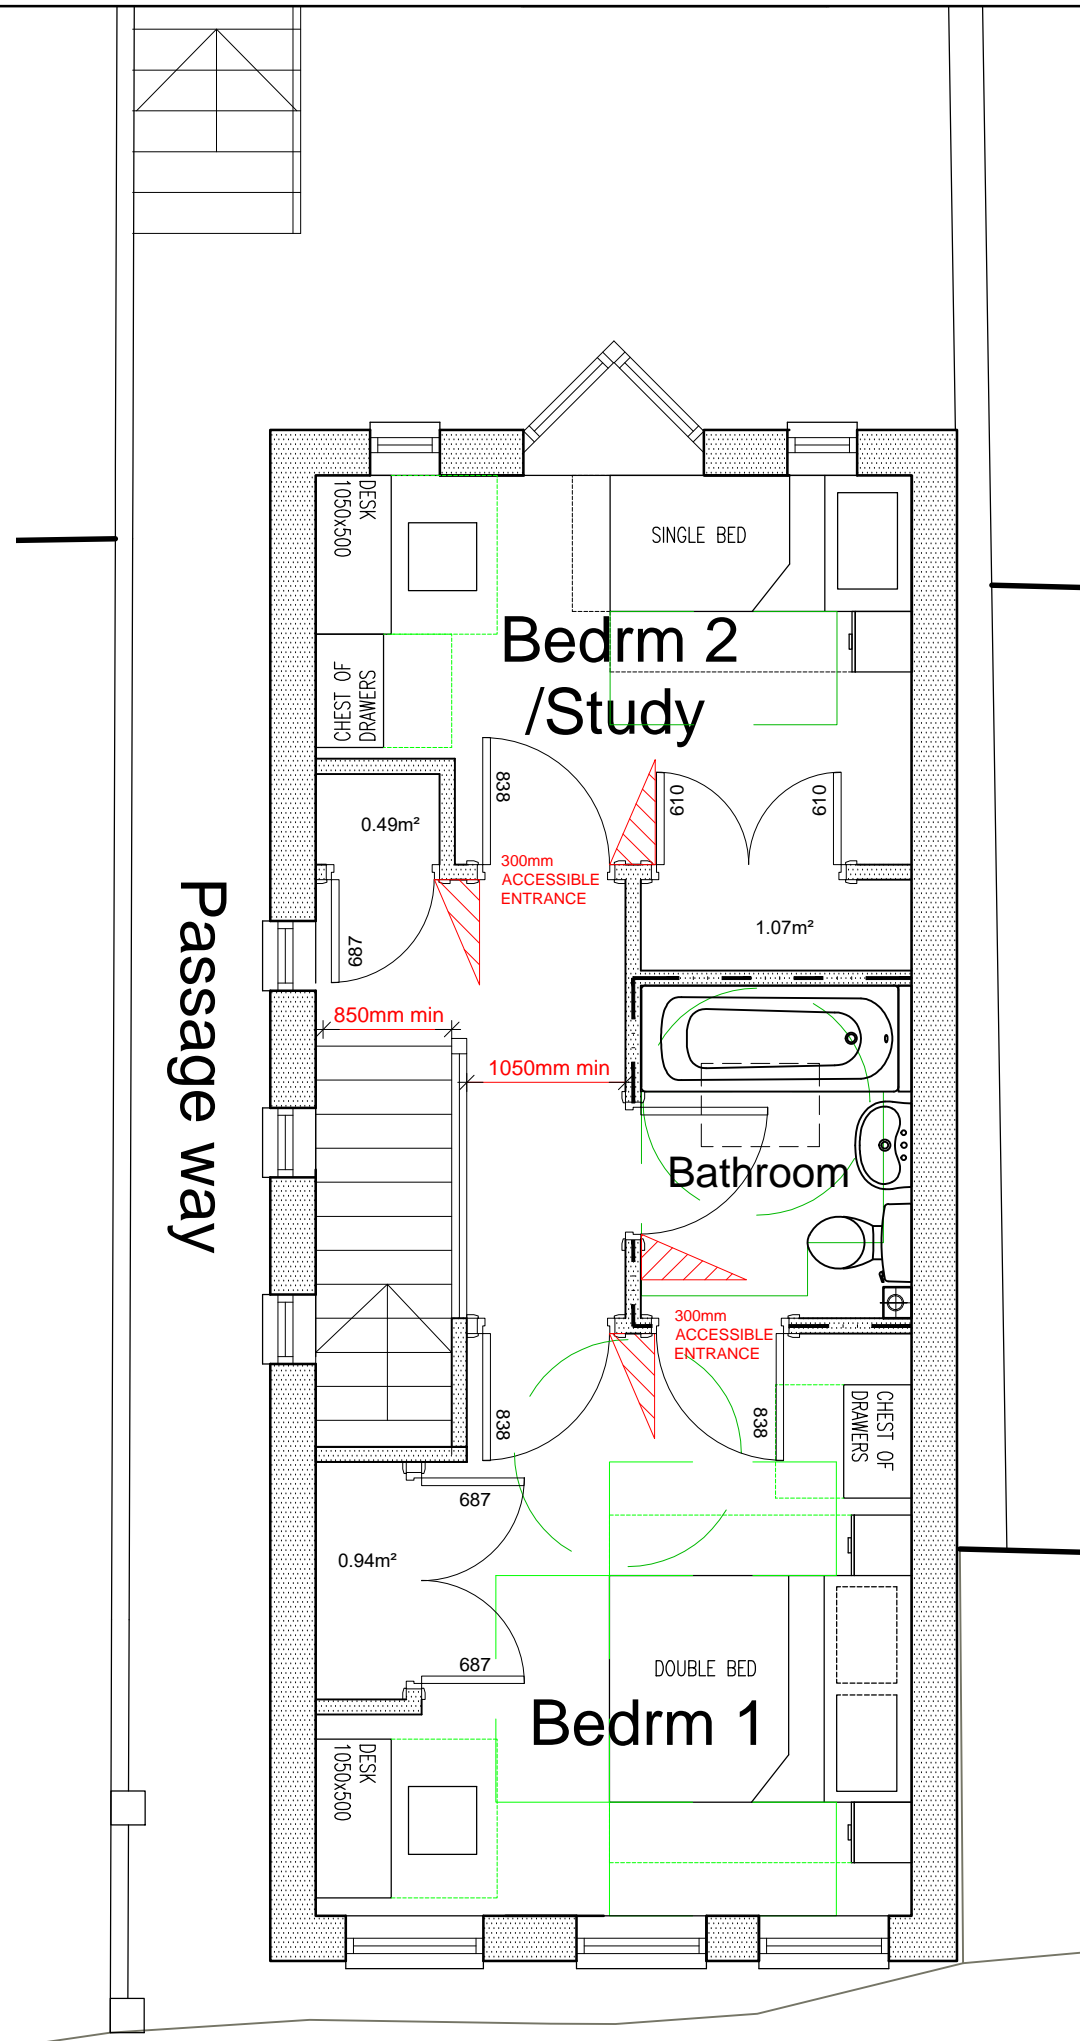 DESK
1050x500
SINGLE BED
Bedrm 2
/Study
CHEST OF
DRAWERS
838
610
610
0.49m²
300mm
ACCESSIBLE
ENTRANCE
1.07m²
687
Passage way
850mm min
1050mm min
Bathroom
300mm
ACCESSIBLE
ENTRANCE
838
838
CHEST OF
DRAWERS
687
0.94m²
687
DOUBLE BED
Bedrm 1
DESK
1050x500